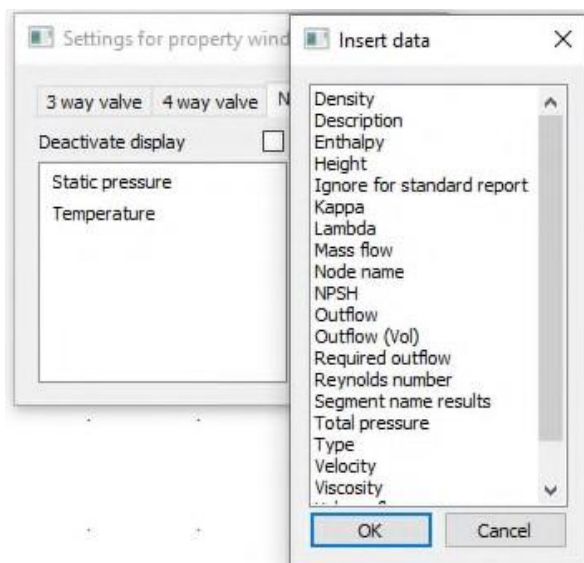 Settings for property wind
3 way valve 4 way valve N
Deactivate display
Static pressure
Temperature
Insert data
Density
Description
Enthalpy
Height
Ignore for standard report
Kappa
Lambda
Mass flow
Node name
NPSH
Outflow
Outflow (Vol)
Required outflow
Reynolds number
Segment name results
Total pressure
Type
Velocity
Viscosity
OK Cancel